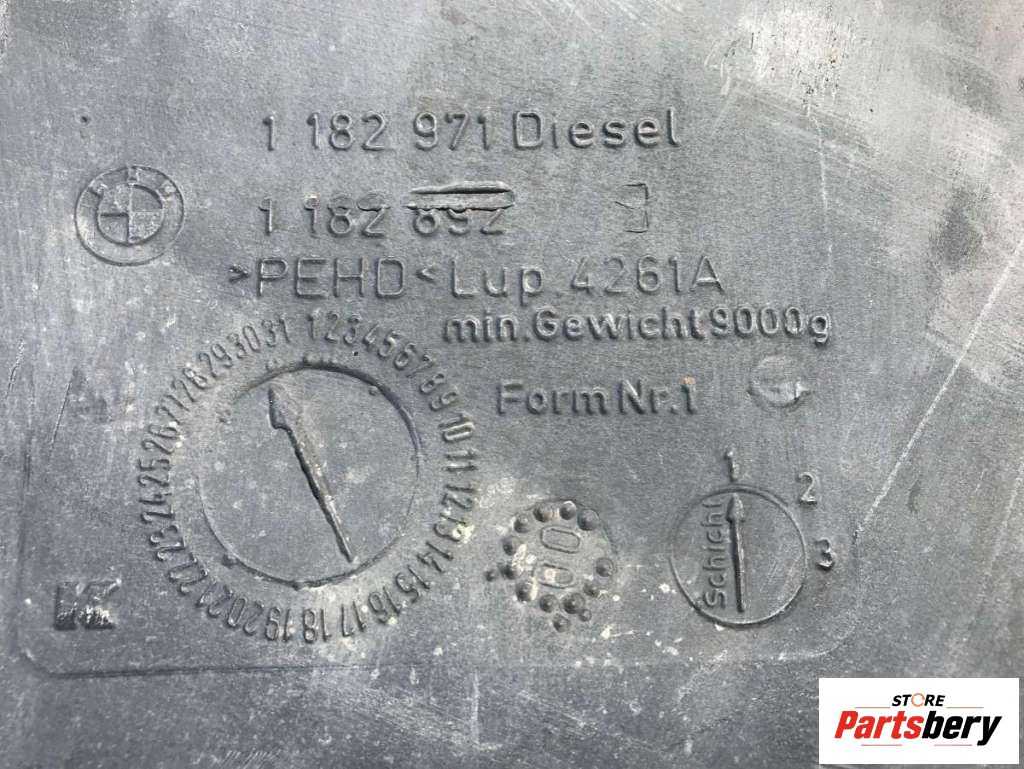 1 182 971 Diesel
1 182 892
>PEHD< Lup. 4261A
min. Gewicht 9000g
Form Nr. 1
1 2 3 4 5 6 7 8 9 10 11 12 13 14 15 16 17 18 19 20 21 22 23 24 25 26 27 28 29 30 31
00
Schicht
1
2
3
STORE
Partsbery